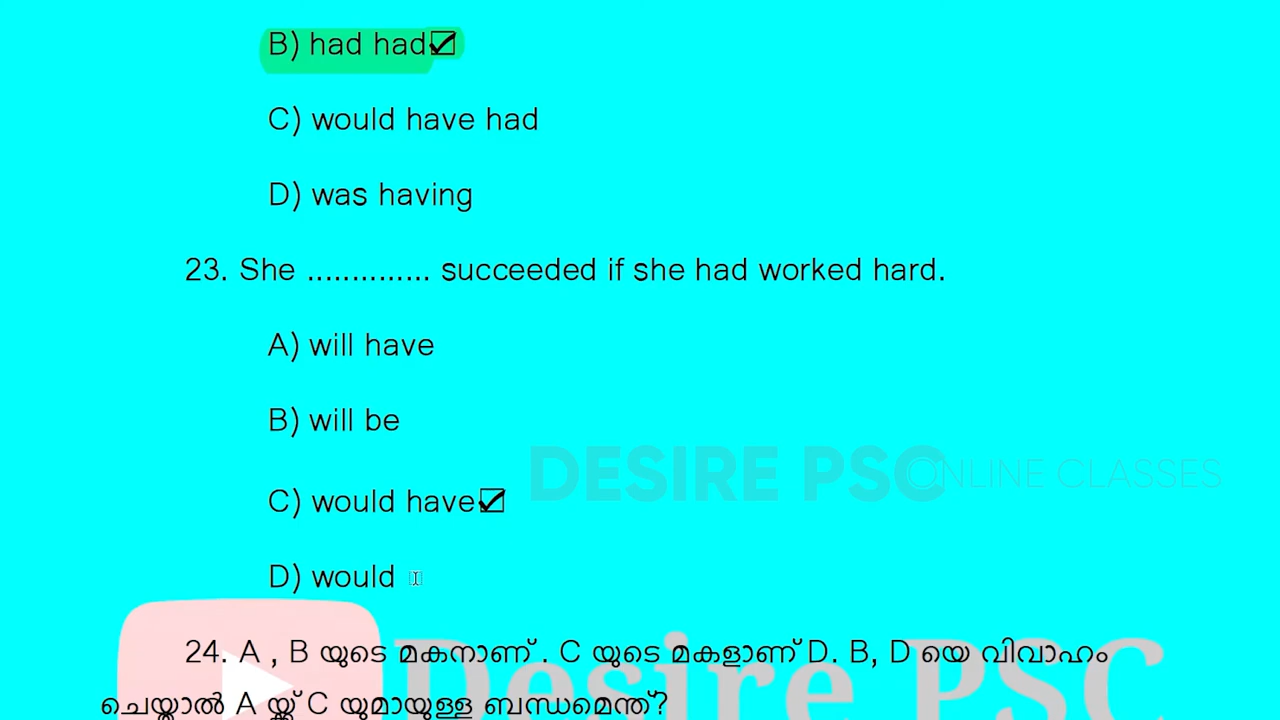 B) had had☑
C) would have had
D) was having
23. She .............. succeeded if she had worked hard.
A) will have
B) will be
DESIRE PSC ONLINE CLASSES
C) would have☑
D) would
Desire PSC
24. A , B യുടെ മകനാണ് . C യുടെ മകളാണ് D. B, D യെ വിവാഹം
ചെയ്താൽ A യ്ക്ക് C യുമായുള്ള ബന്ധമെന്ത്?